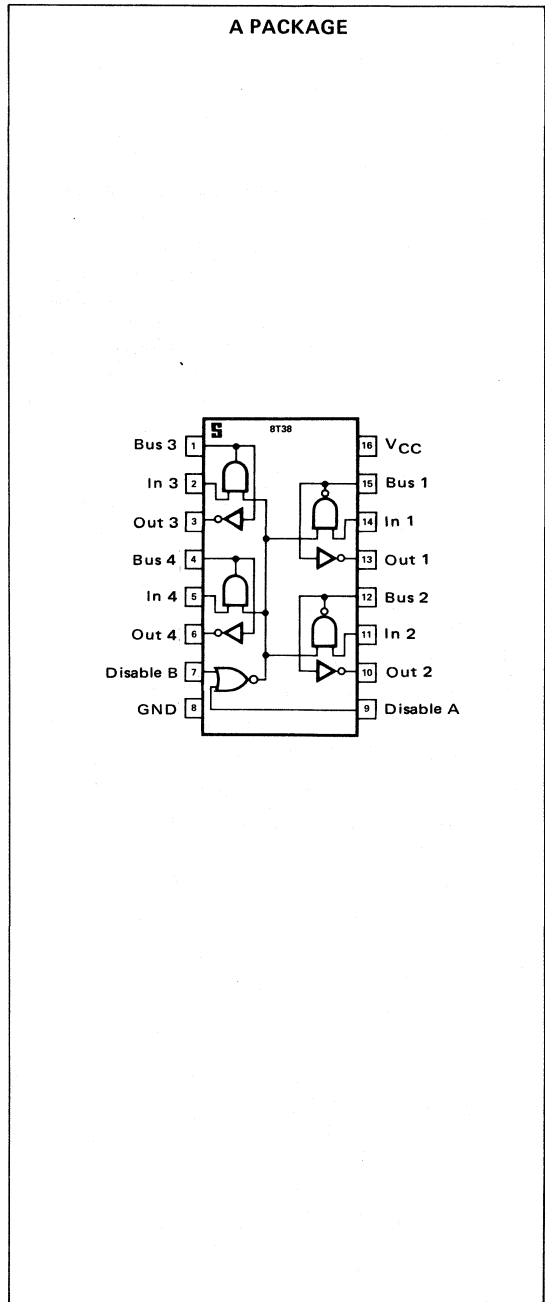 A PACKAGE
8T38
Bus 3 1
In 3 2
Out 3 3
Bus 4 4
In 4 5
Out 4 6
Disable B 7
GND 8
16 VCC
15 Bus 1
14 In 1
13 Out 1
12 Bus 2
11 In 2
10 Out 2
9 Disable A